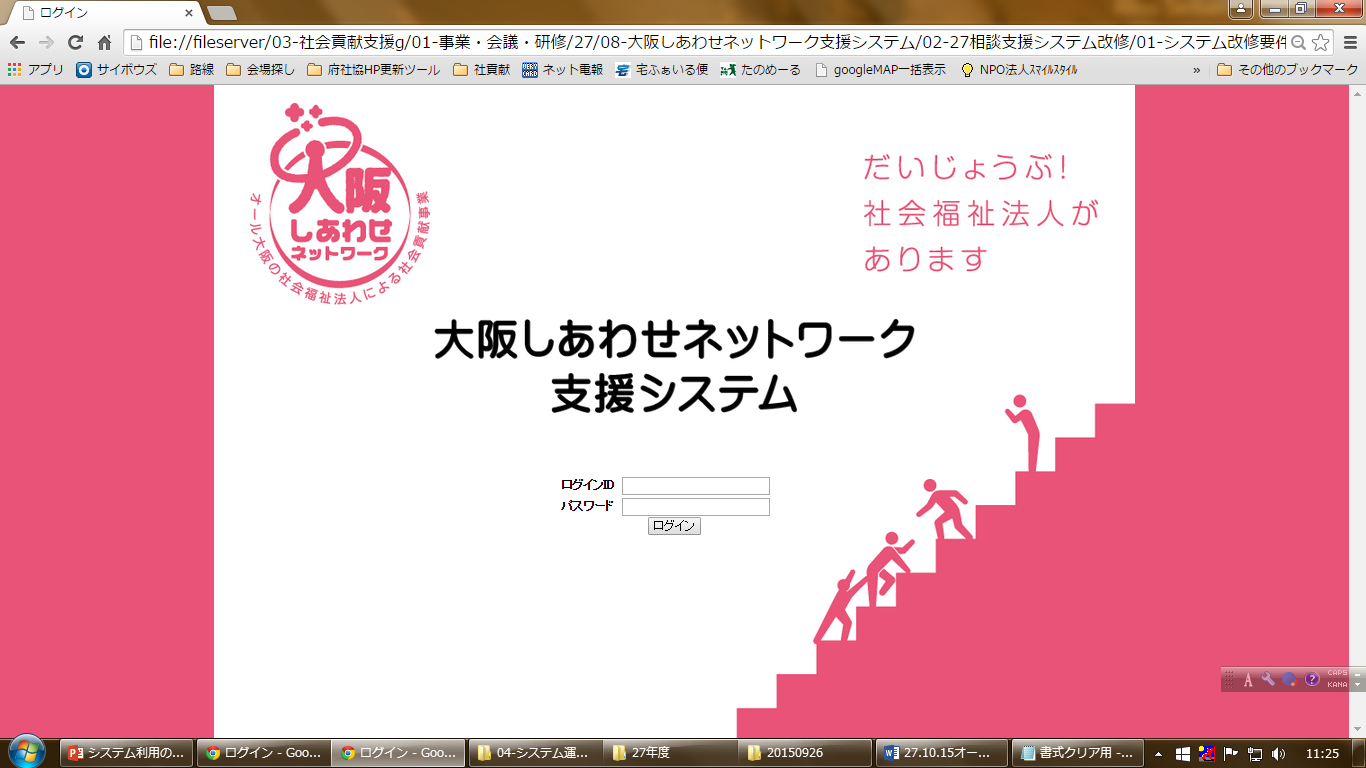 ログイン
file://fileserver/03-社会貢献支援g/01-事業・会議・研修/27/08-大阪しあわせネットワーク支援システム/02-27相談支援システム改修/01-システム改修要件
アプリ サイボウズ 路線 会場探し 府社協HP更新ツール 社貢献 ネット電報 宅ふぁいる便 たのめーる googleMAP一括表示 NPO法人ｽﾏｲﾙｽﾀｲﾙ » その他のブックマーク
大阪
しあわせ
ネットワーク
オール大阪の社会福祉法人による社会貢献事業
だいじょうぶ!
社会福祉法人が
あります
大阪しあわせネットワーク
支援システム
ログインID
パスワード
ログイン
A CAPS
KANA
システム利用の... ログイン - Goo... ログイン - Goo... 04-システム運... 27年度 20150926 27.10.15オー... 書式クリア用 -... 11:25